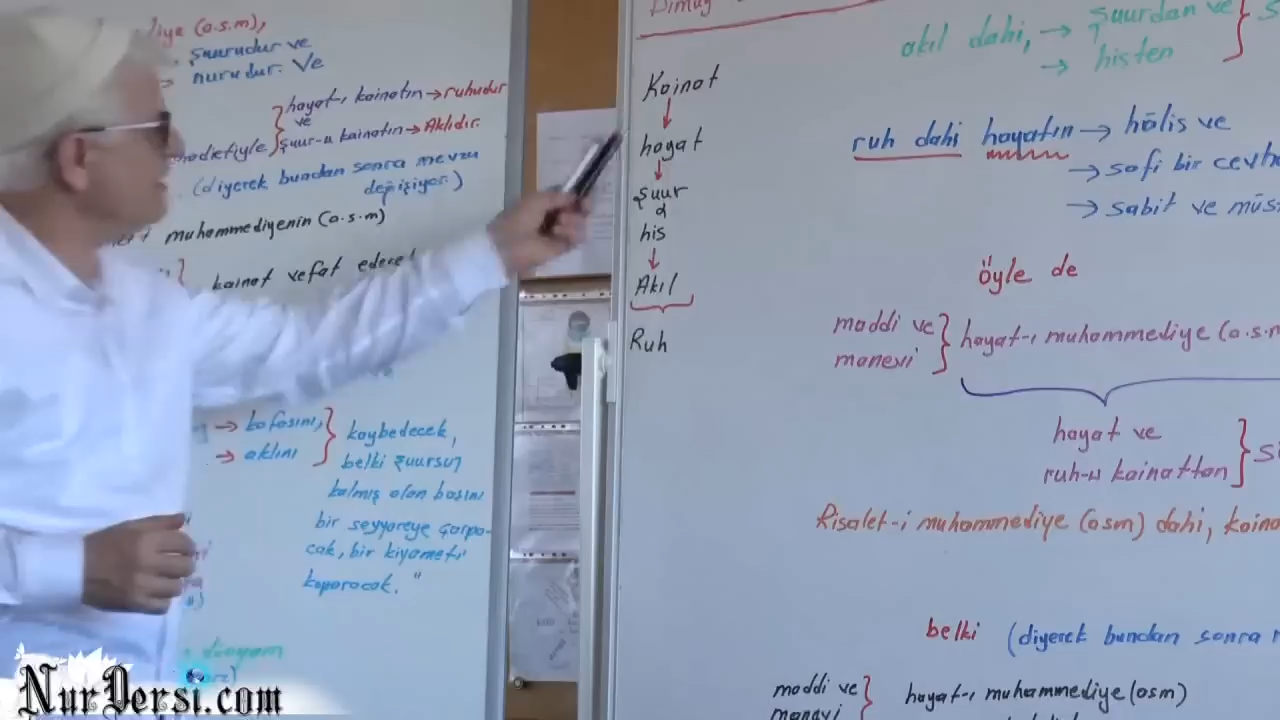 (a.s.m),
şuurudur ve
nurudur. Ve
hayat-ı kainatın → ruhudur
ve
şuur-u kainatın → Aklıdır.
(diyerek bundan sonra mevzu
değişiyor.)
muhammediyenin (a.s.m)
kainat vefat edecek
→ kafasını,
→ aklını
kaybedecek,
belki şuursuz
kalmış olan başını
bir seyyareye çarpa-
cak, bir kıyameti
koparacak."
Kainat
hayat
şuur
his
Akıl
Ruh
akıl dahi, → şuurdan ve
→ histen
ruh dahi hayatın → hâlis ve
→ safi bir
→ sabit ve
öyle de
maddi ve
manevi
hayat-ı muhammediye (a.s.m
hayat ve
ruh-u kainattan
Risalet-i muhammediye (asm) dahi,
belki (diyerek bundan sonra
maddi ve
manevi
hayat-ı muhammediye (asm)
NurDersi.com